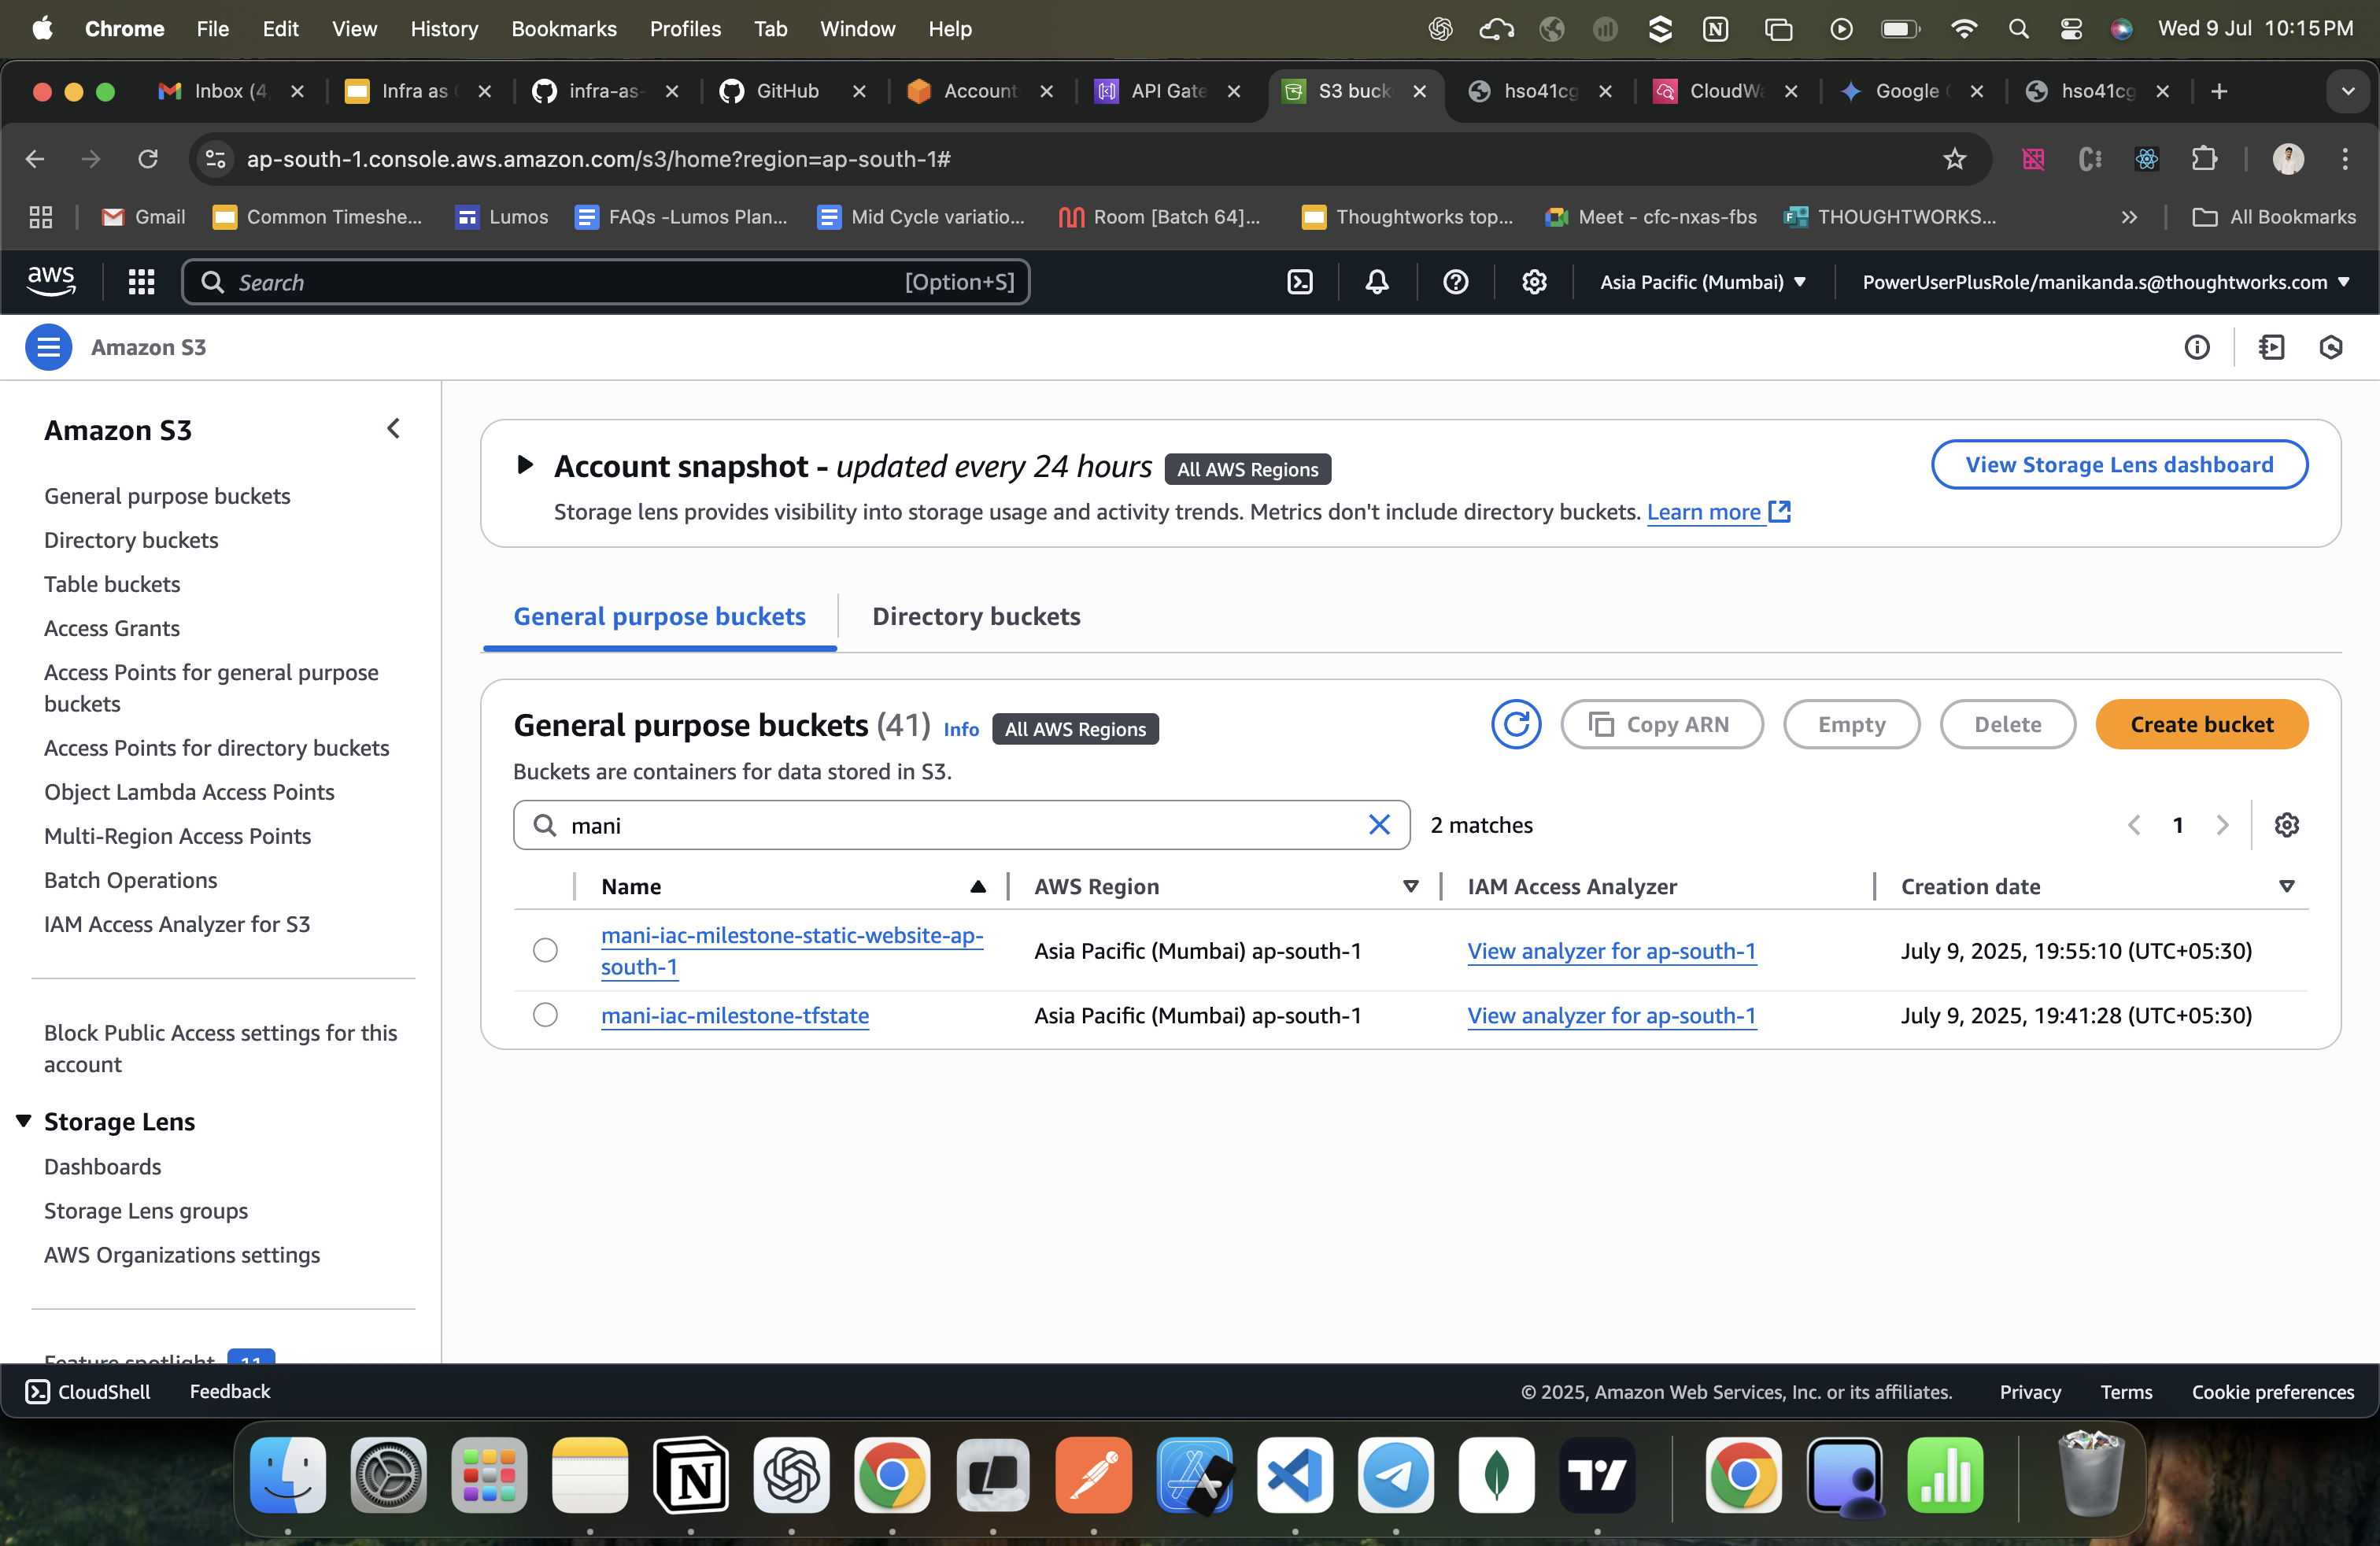 Chrome File Edit View History Bookmarks Profiles Tab Window Help Wed 9 Jul 10:15 PM
Inbox (4, Infra as infra-as- GitHub Account API Gate S3 buck hso41cg CloudWa Google hso41cg
ap-south-1.console.aws.amazon.com/s3/home?region=ap-south-1#
Gmail Common Timeshe... Lumos FAQs -Lumos Plan... Mid Cycle variatio... Room [Batch 64]... Thoughtworks top... Meet - cfc-nxas-fbs THOUGHTWORKS... » All Bookmarks
aws Search [Option+S] Asia Pacific (Mumbai) PowerUserPlusRole/manikanda.s@thoughtworks.com
Amazon S3
Amazon S3
General purpose buckets
Directory buckets
Table buckets
Access Grants
Access Points for general purpose
buckets
Access Points for directory buckets
Object Lambda Access Points
Multi-Region Access Points
Batch Operations
IAM Access Analyzer for S3
Block Public Access settings for this
account
Storage Lens
Dashboards
Storage Lens groups
AWS Organizations settings
Feature spotlight 11
Account snapshot - updated every 24 hours All AWS Regions View Storage Lens dashboard
Storage lens provides visibility into storage usage and activity trends. Metrics don't include directory buckets. Learn more
General purpose buckets Directory buckets
General purpose buckets (41) Info All AWS Regions Copy ARN Empty Delete Create bucket
Buckets are containers for data stored in S3.
mani 2 matches 1
Name AWS Region IAM Access Analyzer Creation date
mani-iac-milestone-static-website-ap-
south-1 Asia Pacific (Mumbai) ap-south-1 View analyzer for ap-south-1 July 9, 2025, 19:55:10 (UTC+05:30)
mani-iac-milestone-tfstate Asia Pacific (Mumbai) ap-south-1 View analyzer for ap-south-1 July 9, 2025, 19:41:28 (UTC+05:30)
CloudShell Feedback © 2025, Amazon Web Services, Inc. or its affiliates. Privacy Terms Cookie preferences